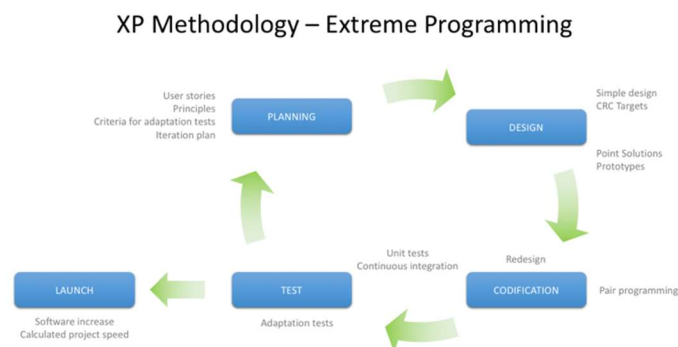 XP Methodology – Extreme Programming
User stories
Principles
Criteria for adaptation tests
Iteration plan
PLANNING
Simple design
CRC Targets
DESIGN
Point Solutions
Prototypes
Unit tests
Continuous integration
Redesign
LAUNCH
TEST
CODIFICATION
Pair programming
Software increase
Calculated project speed
Adaptation tests